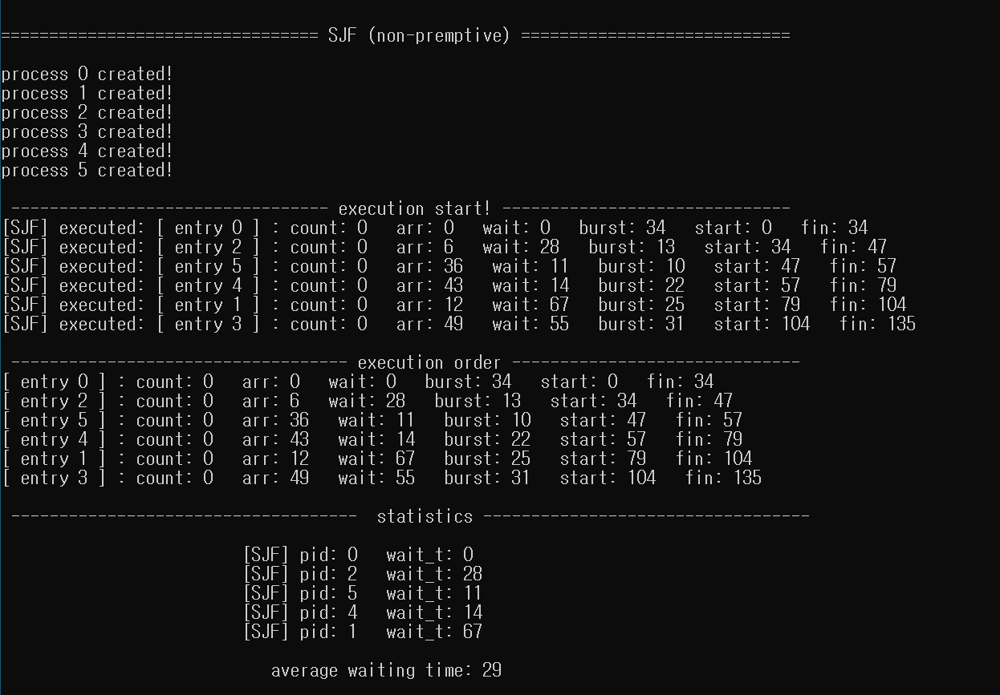 ================================= SJF (non-premptive) ============================
process 0 created!
process 1 created!
process 2 created!
process 3 created!
process 4 created!
process 5 created!
--------------------------------- execution start! ------------------------------
[SJF] executed: [ entry 0 ] : count: 0   arr: 0   wait: 0   burst: 34   start: 0   fin: 34
[SJF] executed: [ entry 2 ] : count: 0   arr: 6   wait: 28   burst: 13   start: 34   fin: 47
[SJF] executed: [ entry 5 ] : count: 0   arr: 36   wait: 11   burst: 10   start: 47   fin: 57
[SJF] executed: [ entry 4 ] : count: 0   arr: 43   wait: 14   burst: 22   start: 57   fin: 79
[SJF] executed: [ entry 1 ] : count: 0   arr: 12   wait: 67   burst: 25   start: 79   fin: 104
[SJF] executed: [ entry 3 ] : count: 0   arr: 49   wait: 55   burst: 31   start: 104   fin: 135
----------------------------------- execution order ------------------------------
[ entry 0 ] : count: 0   arr: 0   wait: 0   burst: 34   start: 0   fin: 34
[ entry 2 ] : count: 0   arr: 6   wait: 28   burst: 13   start: 34   fin: 47
[ entry 5 ] : count: 0   arr: 36   wait: 11   burst: 10   start: 47   fin: 57
[ entry 4 ] : count: 0   arr: 43   wait: 14   burst: 22   start: 57   fin: 79
[ entry 1 ] : count: 0   arr: 12   wait: 67   burst: 25   start: 79   fin: 104
[ entry 3 ] : count: 0   arr: 49   wait: 55   burst: 31   start: 104   fin: 135
------------------------------------  statistics ----------------------------------
[SJF] pid: 0   wait_t: 0
[SJF] pid: 2   wait_t: 28
[SJF] pid: 5   wait_t: 11
[SJF] pid: 4   wait_t: 14
[SJF] pid: 1   wait_t: 67
average waiting time: 29